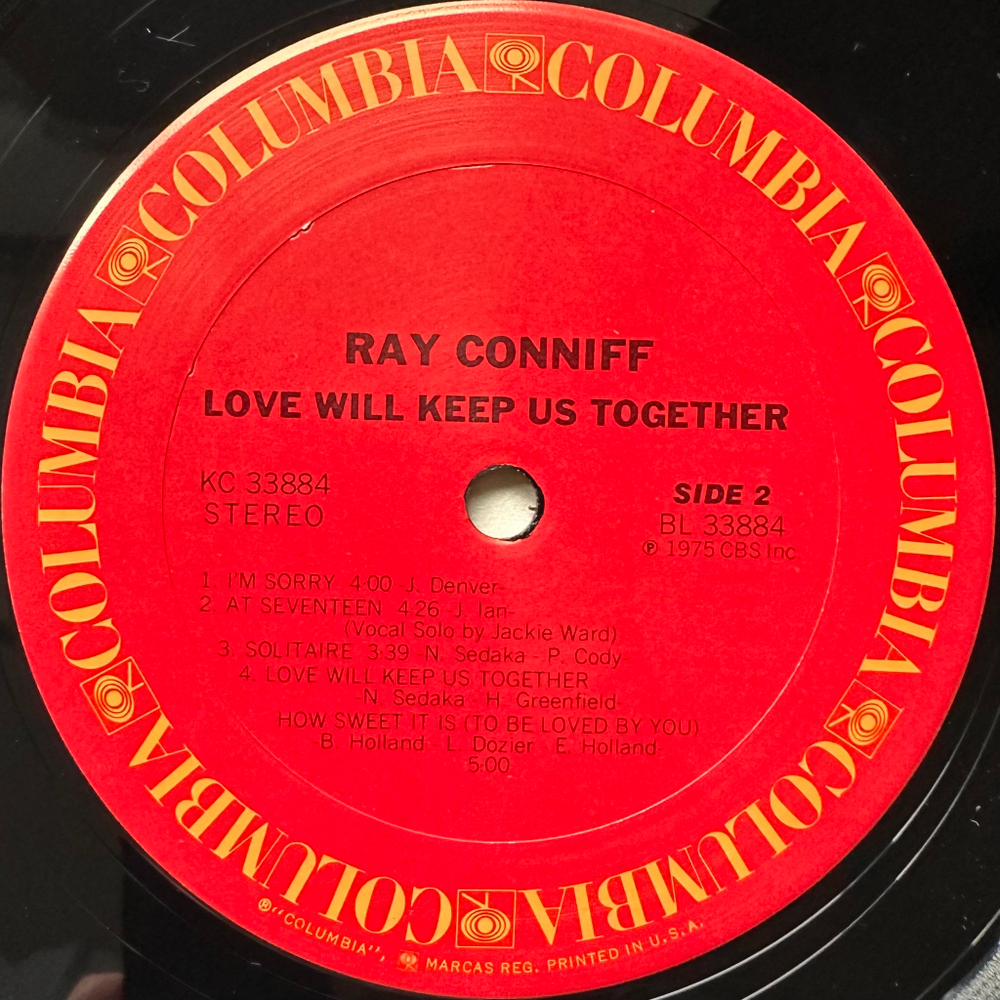 COLUMBIA COLUMBIA COLUMBIA COLUMBIA COLUMBIA COLUMBIA
RAY CONNIFF
LOVE WILL KEEP US TOGETHER
KC 33884
STEREO
SIDE 2
BL 33884
℗ 1975 CBS Inc
1. I'M SORRY 4:00 -J. Denver-
2. AT SEVENTEEN 4:26 -J. Ian-
(Vocal Solo by Jackie Ward)
3. SOLITAIRE 3:39 -N. Sedaka - P. Cody
4. LOVE WILL KEEP US TOGETHER
-N. Sedaka - H. Greenfield-
HOW SWEET IT IS (TO BE LOVED BY YOU)
-B. Holland - L. Dozier - E. Holland-
5:00
®"COLUMBIA", MARCAS REG. PRINTED IN U.S.A.